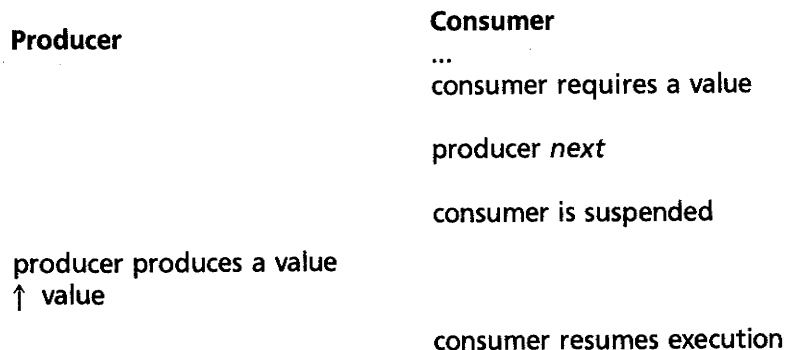 Producer
Consumer
...
consumer requires a value
producer next
consumer is suspended
producer produces a value
↑ value
consumer resumes execution